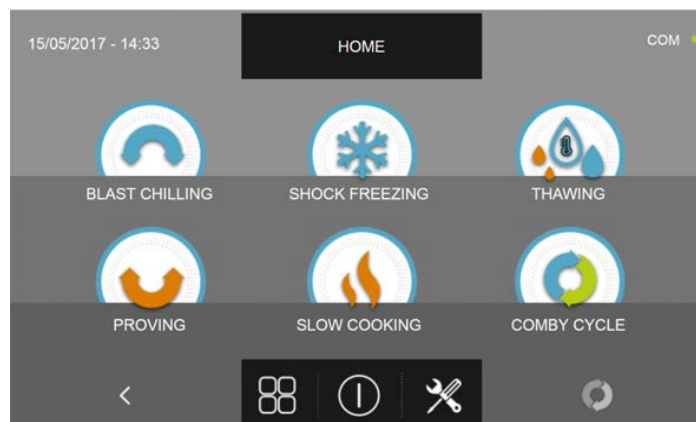 15/05/2017 - 14:33
HOME
COM
BLAST CHILLING
SHOCK FREEZING
THAWING
PROVING
SLOW COOKING
COMBY CYCLE